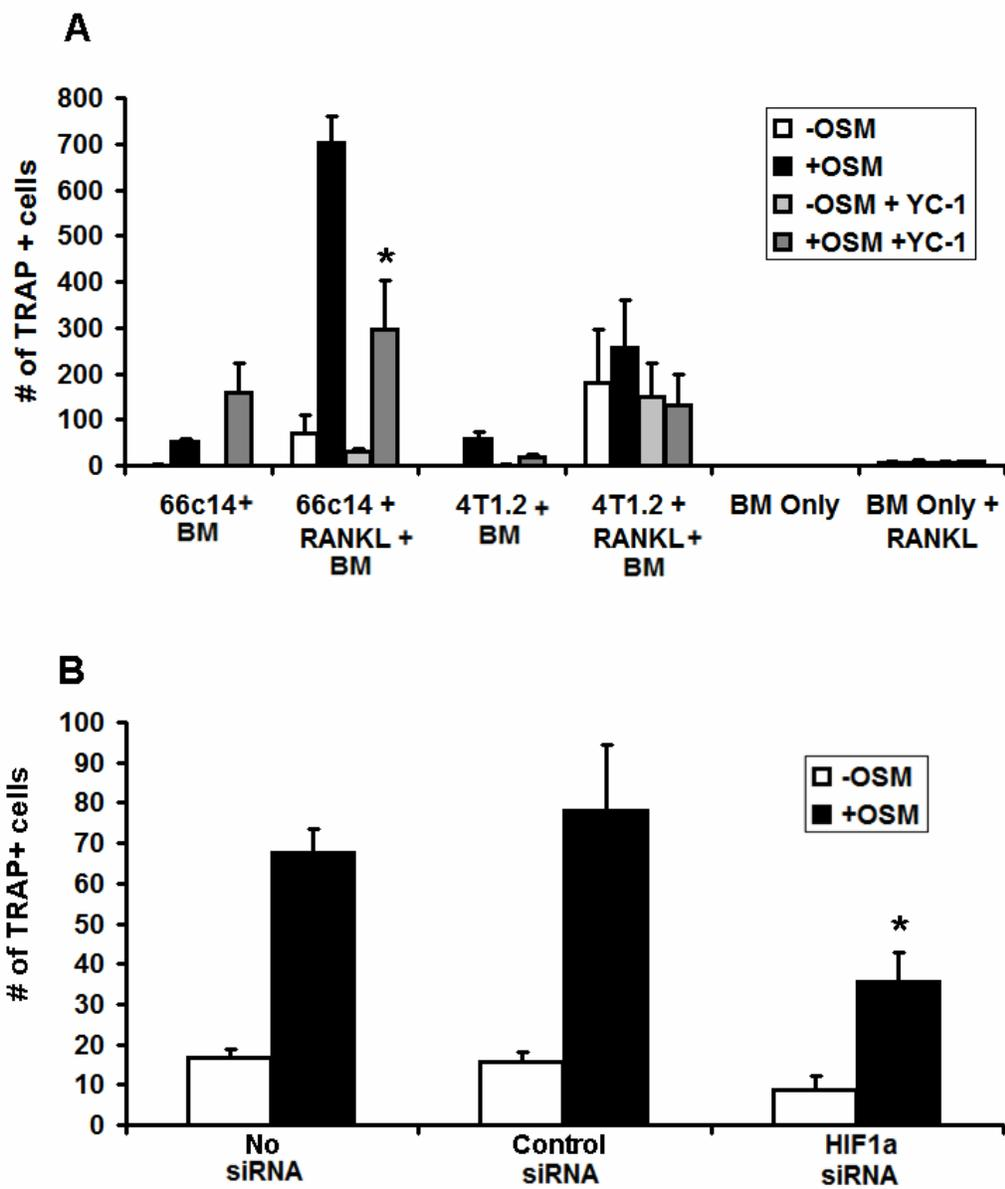 A
800
700
600
500
400
300
200
100
0
# of TRAP + cells
-OSM
+OSM
-OSM + YC-1
+OSM +YC-1
*
66c14+
BM
66c14 +
RANKL +
BM
4T1.2 +
BM
4T1.2 +
RANKL+
BM
BM Only
BM Only +
RANKL
B
100
90
80
70
60
50
40
30
20
10
0
# of TRAP+ cells
-OSM
+OSM
*
No
siRNA
Control
siRNA
HIF1a
siRNA